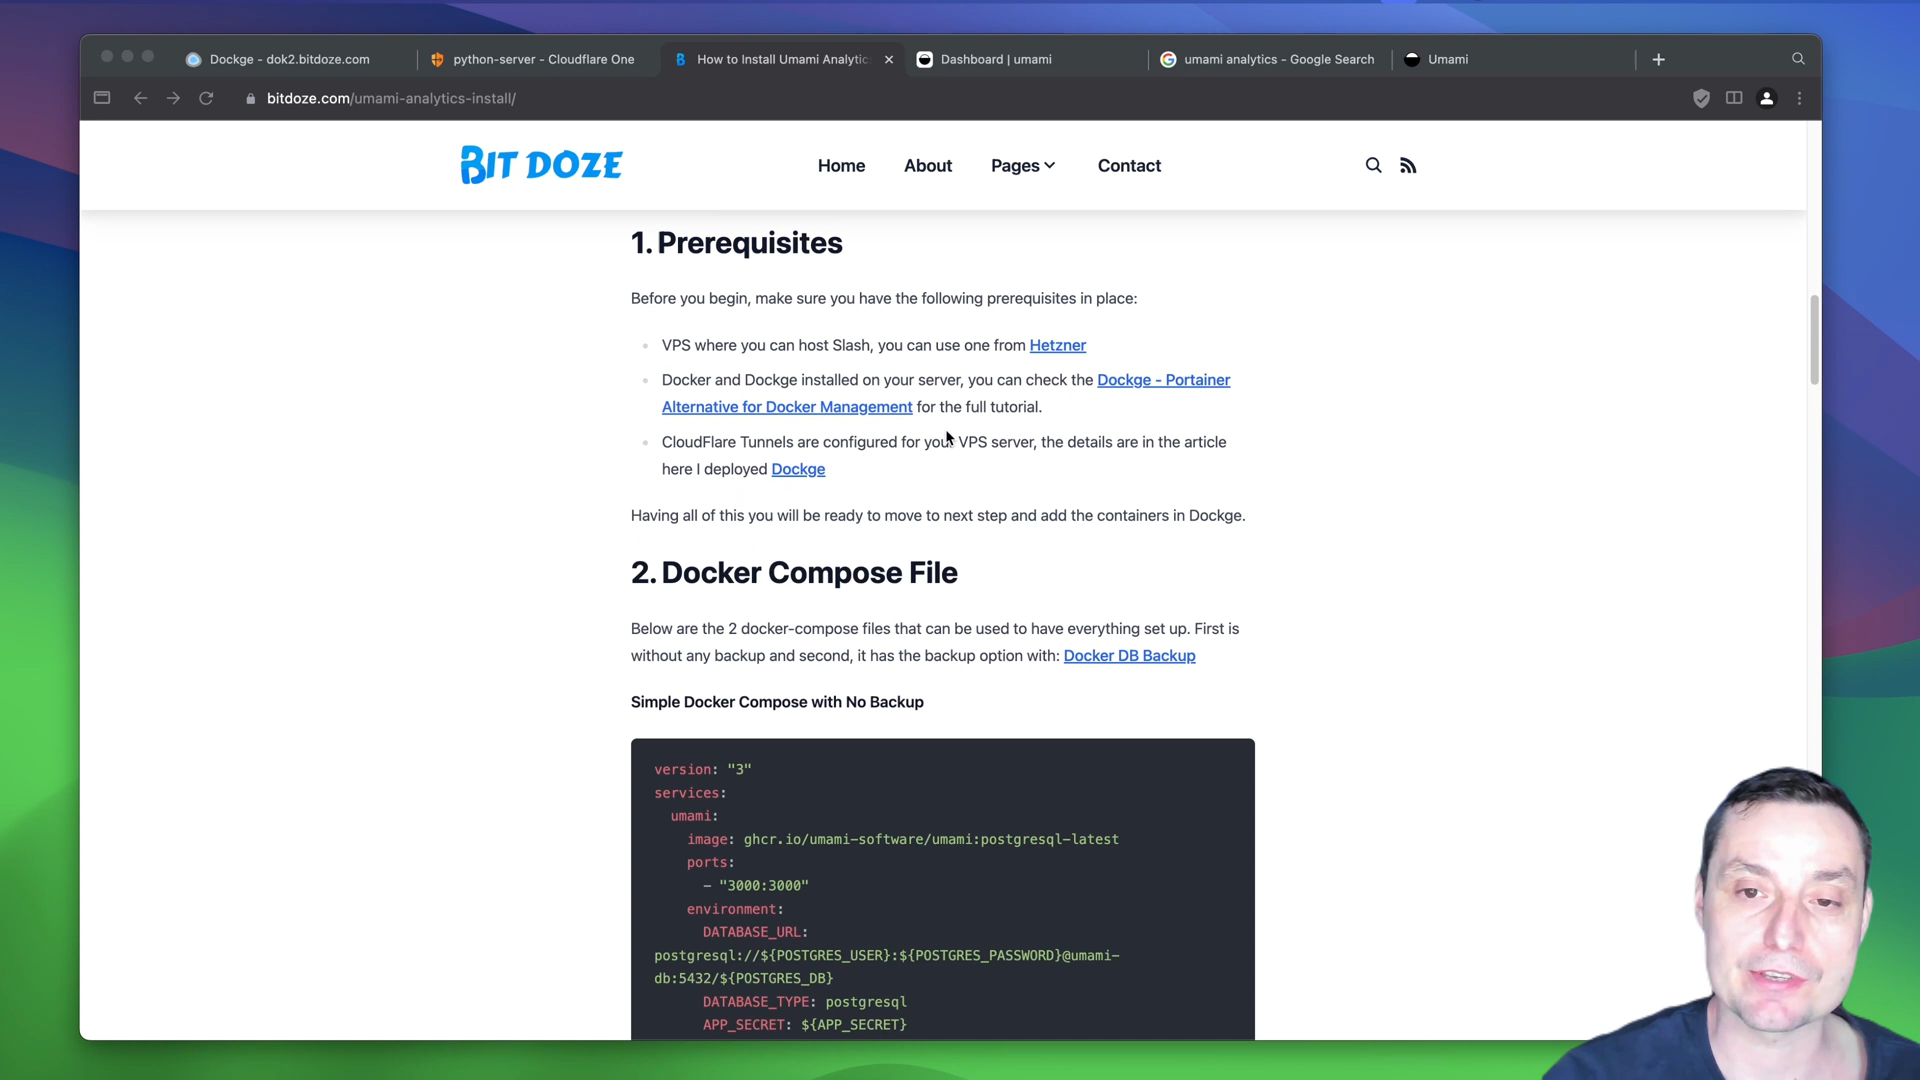 Dockge - dok2.bitdoze.com
python-server - Cloudflare One
How to Install Umami Analytic
Dashboard | umami
umami analytics - Google Search
Umami
bitdoze.com/umami-analytics-install/
BIT DOZE
Home
About
Pages
Contact
1. Prerequisites
Before you begin, make sure you have the following prerequisites in place:
VPS where you can host Slash, you can use one from Hetzner
Docker and Dockge installed on your server, you can check the Dockge - Portainer
Alternative for Docker Management for the full tutorial.
CloudFlare Tunnels are configured for your VPS server, the details are in the article
here I deployed Dockge
Having all of this you will be ready to move to next step and add the containers in Dockge.
2. Docker Compose File
Below are the 2 docker-compose files that can be used to have everything set up. First is
without any backup and second, it has the backup option with: Docker DB Backup
Simple Docker Compose with No Backup
version: "3"
services:
umami:
image: ghcr.io/umami-software/umami:postgresql-latest
ports:
- "3000:3000"
environment:
DATABASE_URL:
postgresql://${POSTGRES_USER}:${POSTGRES_PASSWORD}@umami-
db:5432/${POSTGRES_DB}
DATABASE_TYPE: postgresql
APP_SECRET: ${APP_SECRET}